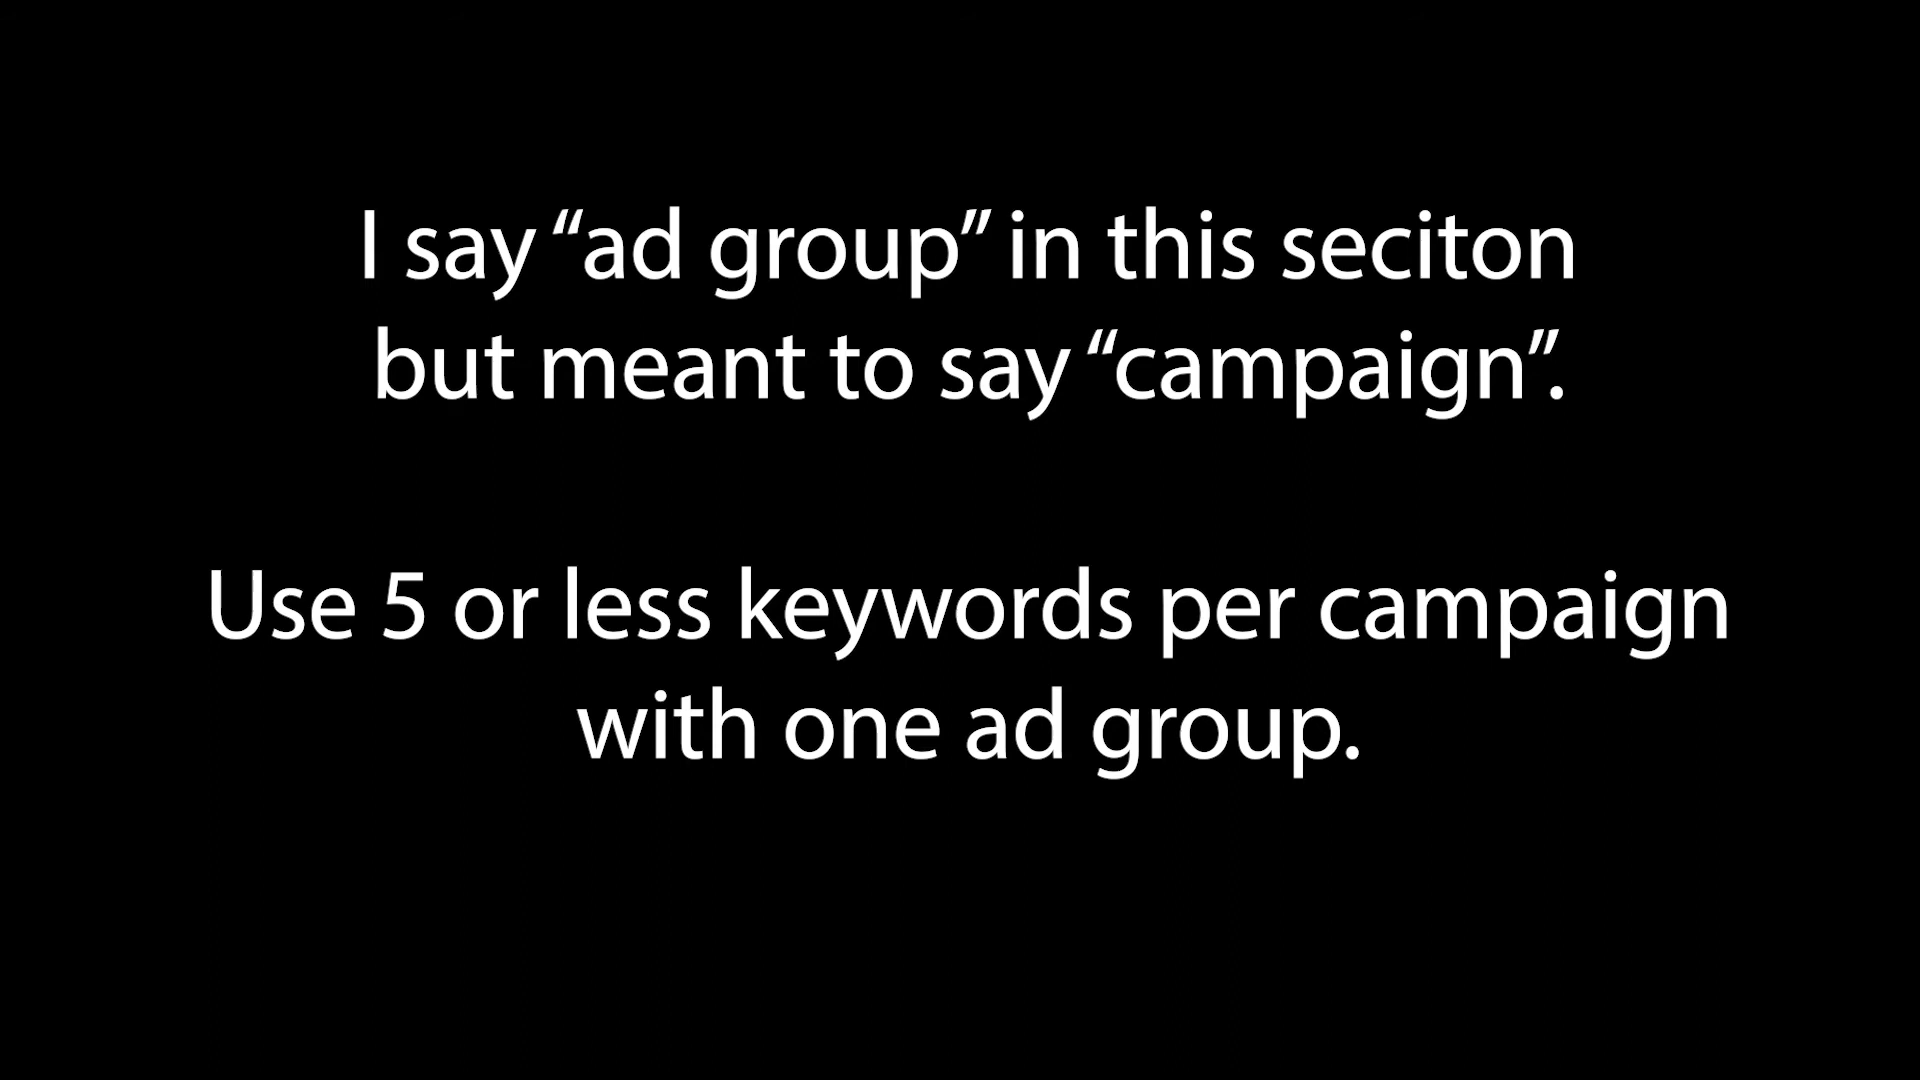 I say “ad group” in this seciton
but meant to say “campaign”.
Use 5 or less keywords per campaign
with one ad group.